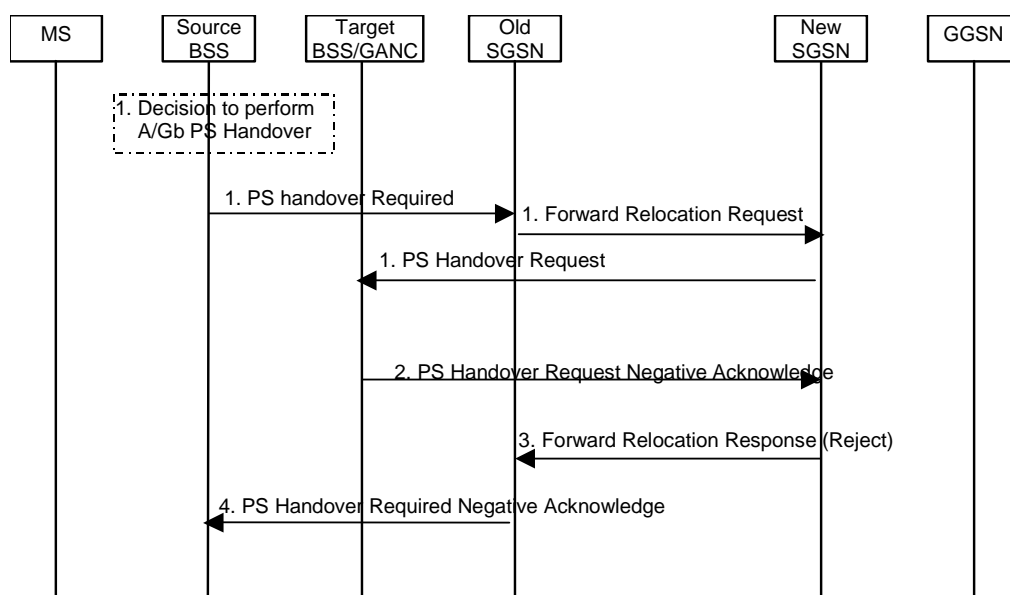 MS
Source
BSS
Target
BSS/GANC
Old
SGSN
New
SGSN
GGSN
1. Decision to perform
A/Gb PS Handover
1. PS handover Required
1. Forward Relocation Request
1. PS Handover Request
2. PS Handover Request Negative Acknowledge
3. Forward Relocation Response (Reject)
4. PS Handover Required Negative Acknowledge